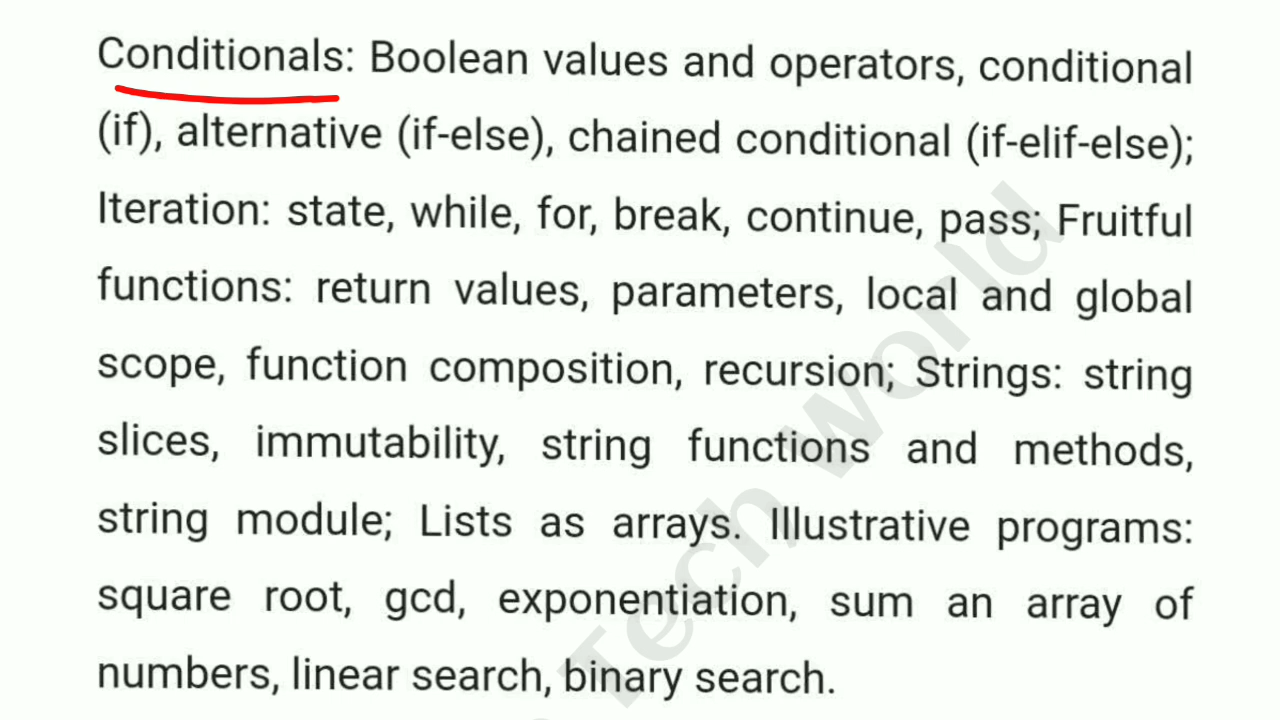 Conditionals: Boolean values and operators, conditional
(if), alternative (if-else), chained conditional (if-elif-else);
Iteration: state, while, for, break, continue, pass; Fruitful
functions: return values, parameters, local and global
scope, function composition, recursion; Strings: string
slices, immutability, string functions and methods,
string module; Lists as arrays. Illustrative programs:
square root, gcd, exponentiation, sum an array of
numbers, linear search, binary search.
Tech world